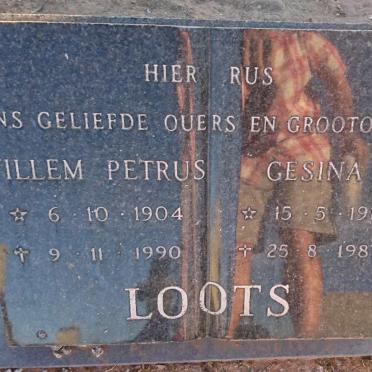 HIER RUS
NS GELIEFDE OUERS EN GROOTO
ILLEM PETRUS GESINA
☆ 6·10·1904 ☆ 15·5·19
✝ 9·11·1990 ✝ 25·8·198
LOOTS